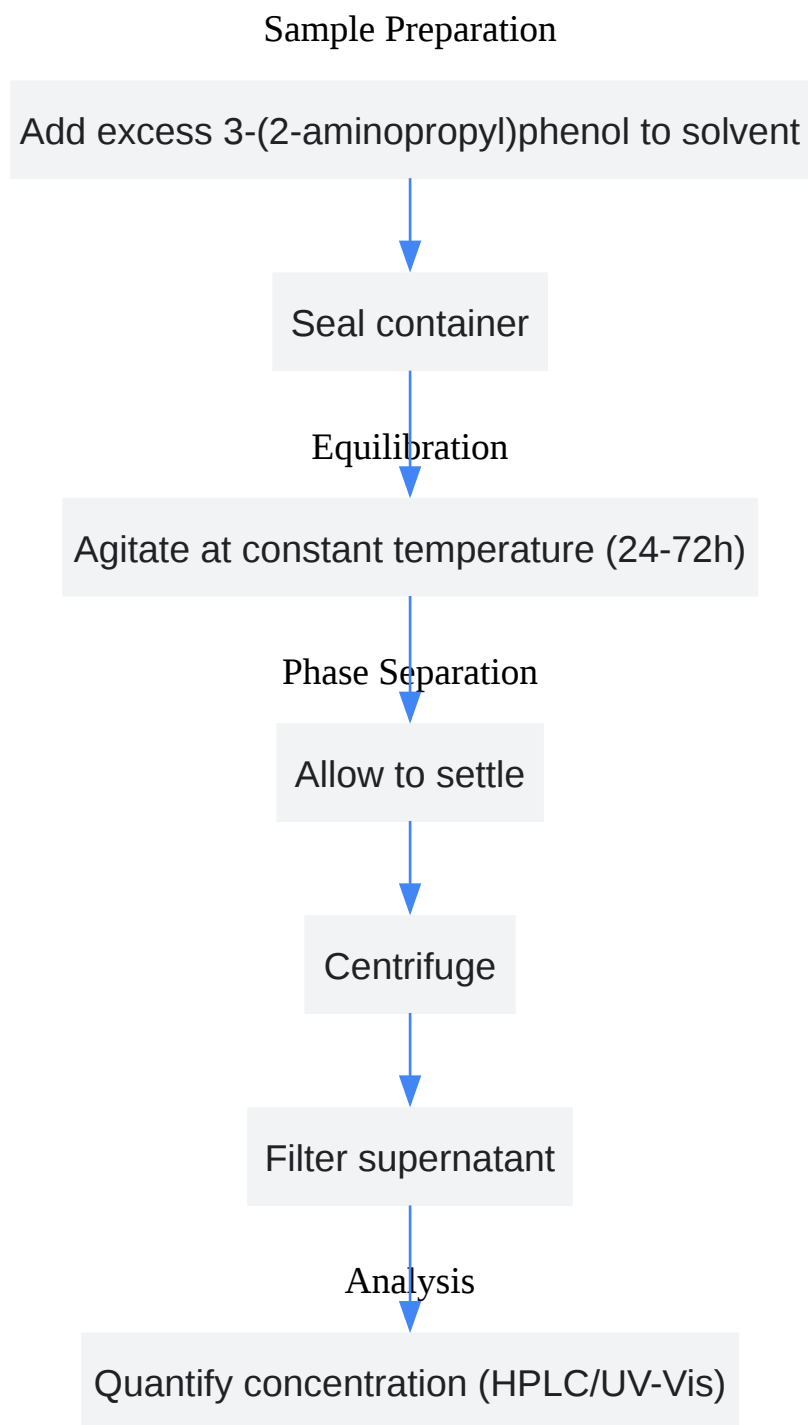 Sample Preparation
Add excess 3-(2-aminopropyl)phenol to solvent
Seal container
Equilibration
Agitate at constant temperature (24-72h)
Phase Separation
Allow to settle
Centrifuge
Filter supernatant
Analysis
Quantify concentration (HPLC/UV-Vis)